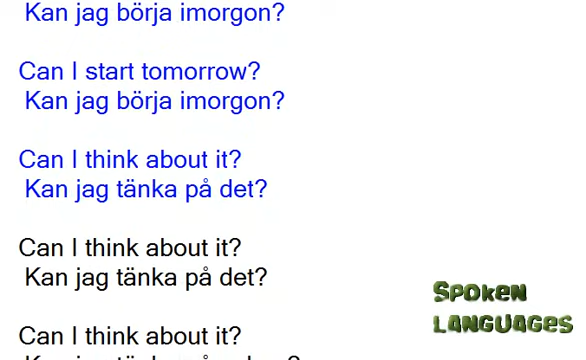 Kan jag börja imorgon?
Can I start tomorrow?
Kan jag börja imorgon?
Can I think about it?
Kan jag tänka på det?
Can I think about it?
Kan jag tänka på det?
Can I think about it?
SPOKEN
LANGUAGES